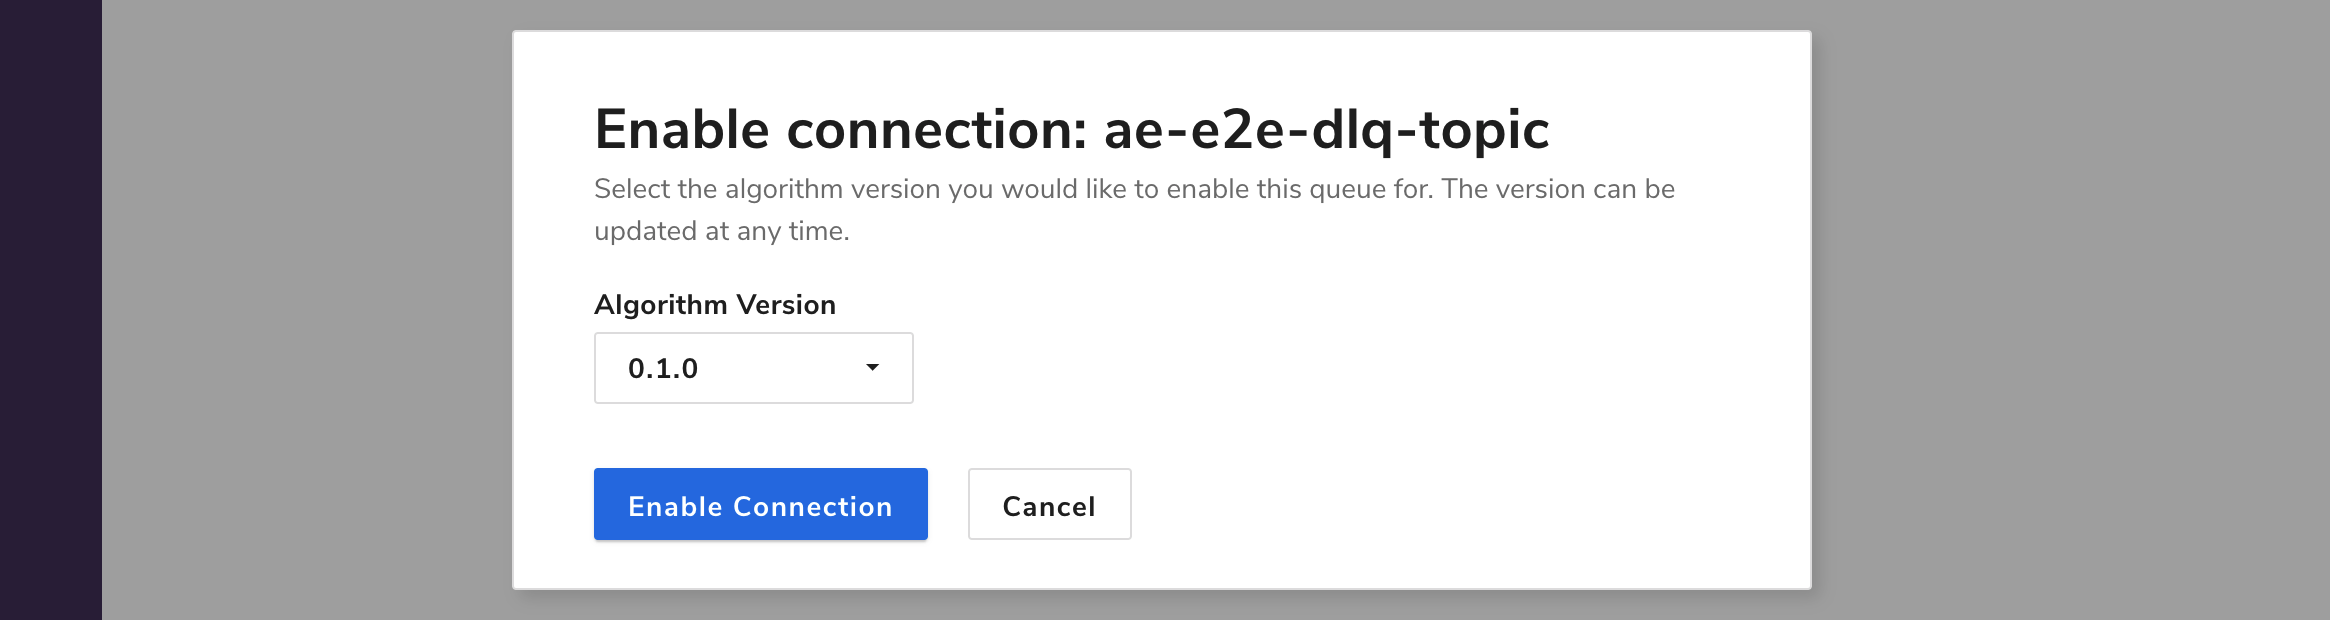 Enable connection: ae-e2e-dlq-topic
Select the algorithm version you would like to enable this queue for. The version can be
updated at any time.
Algorithm Version
0.1.0
Enable Connection
Cancel